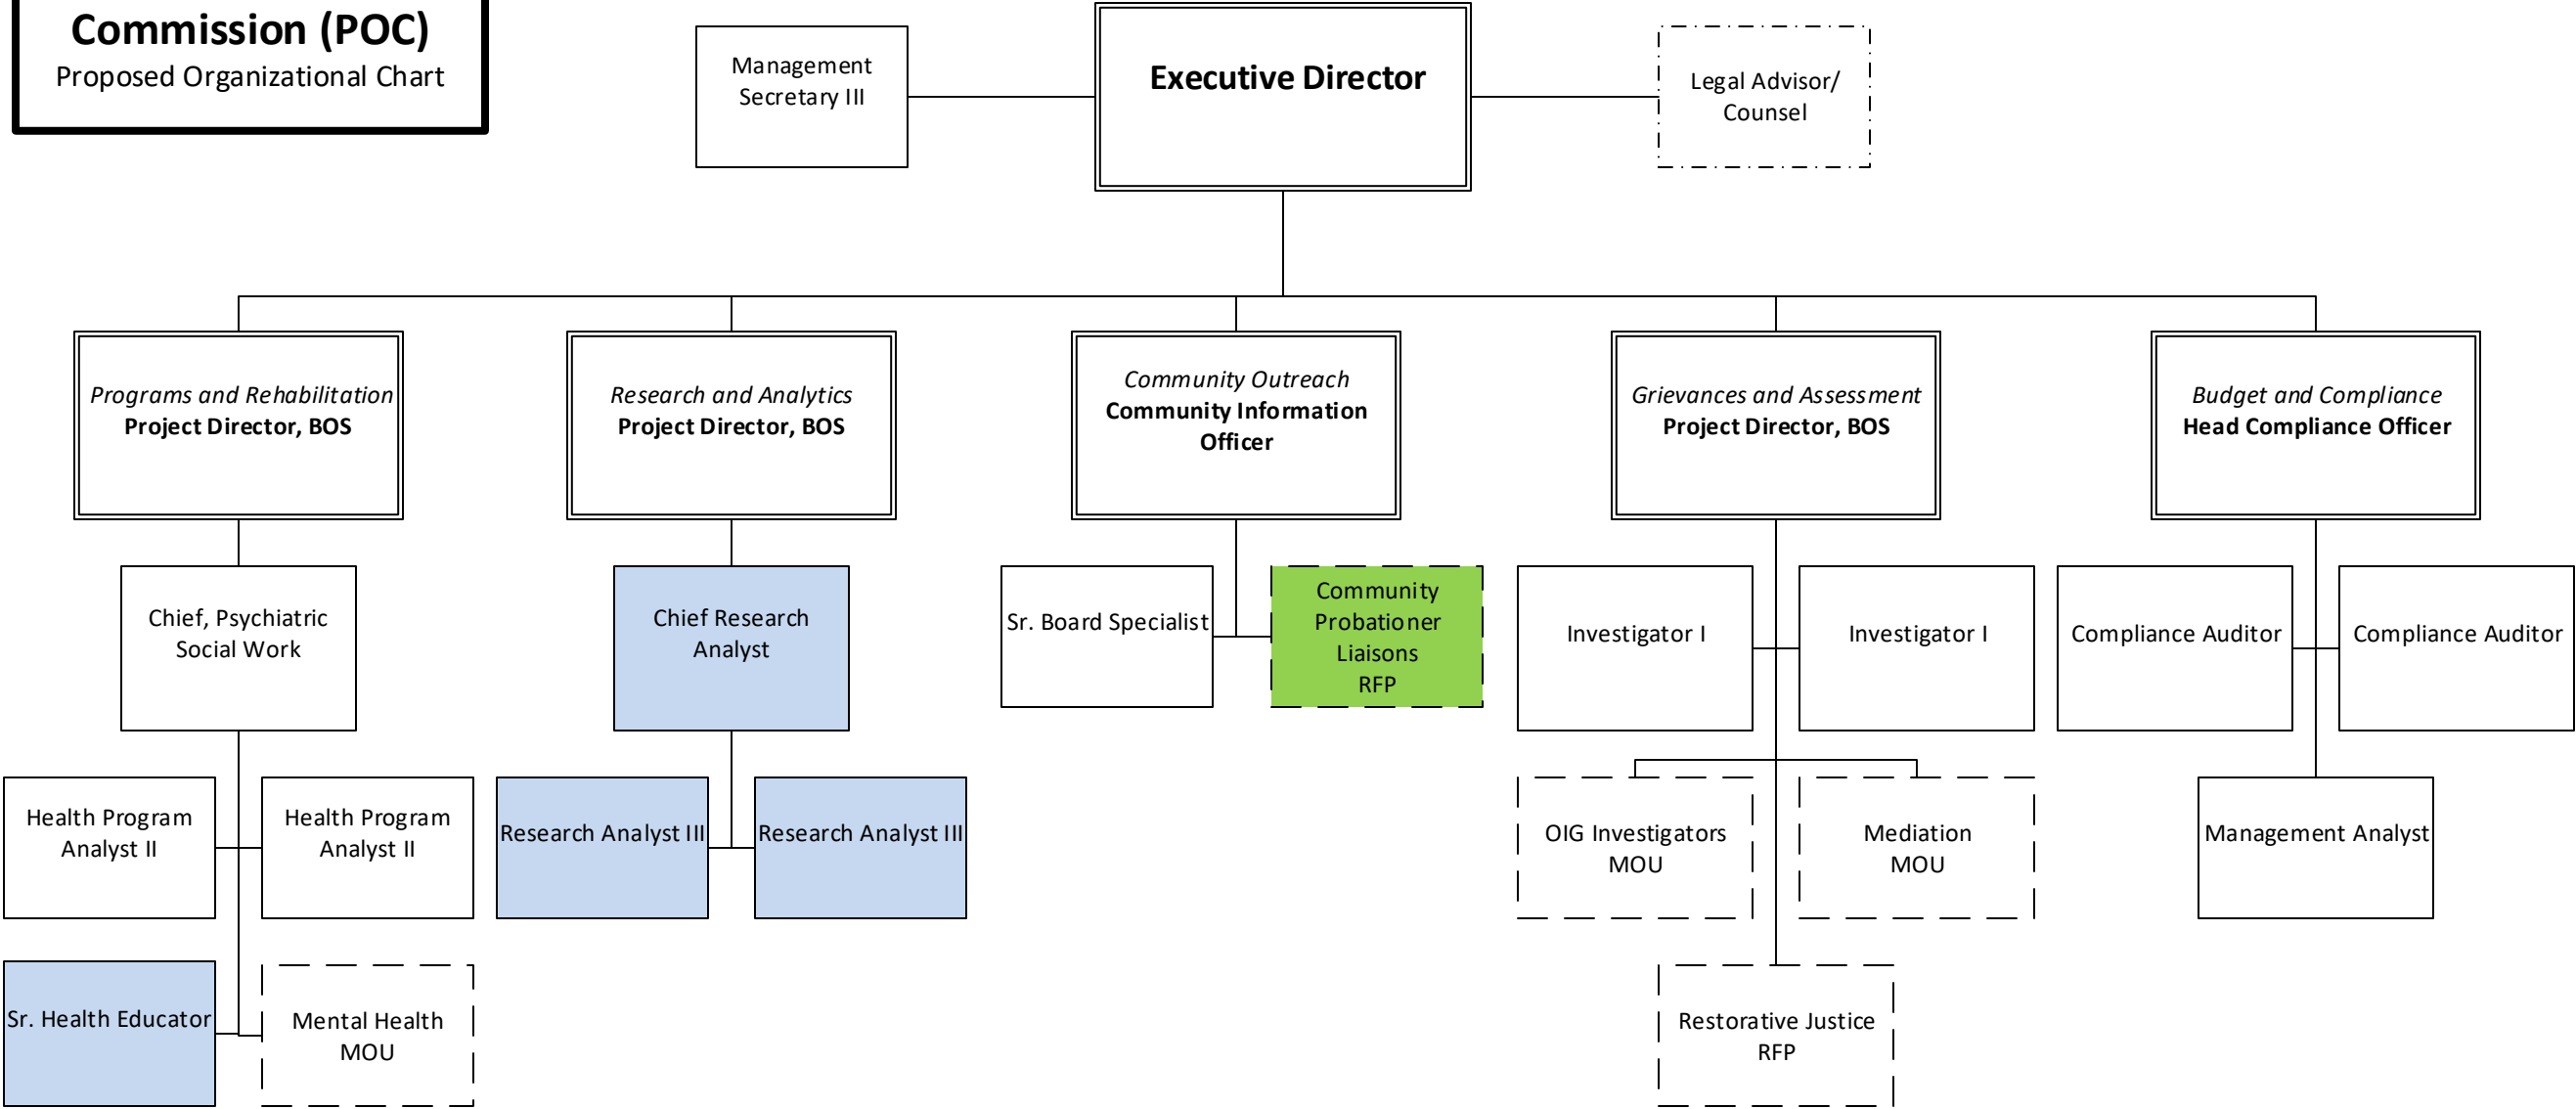 Commission (POC)
Proposed Organizational Chart
Management
Secretary III
Executive Director
Legal Advisor/
Counsel
Programs and Rehabilitation
Project Director, BOS
Research and Analytics
Project Director, BOS
Community Outreach
Community Information
Officer
Grievances and Assessment
Project Director, BOS
Budget and Compliance
Head Compliance Officer
Chief, Psychiatric
Social Work
Chief Research
Analyst
Sr. Board Specialist
Community
Probationer
Liaisons
RFP
Investigator I
Investigator I
Compliance Auditor
Compliance Auditor
Health Program
Analyst II
Health Program
Analyst II
Research Analyst III
Research Analyst III
OIG Investigators
MOU
Mediation
MOU
Management Analyst
Sr. Health Educator
Mental Health
MOU
Restorative Justice
RFP